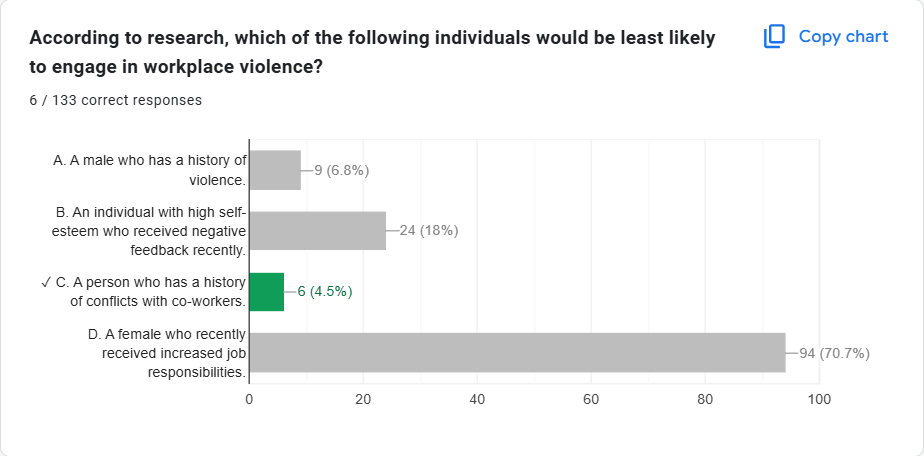 According to research, which of the following individuals would be least likely
to engage in workplace violence?
Copy chart
6 / 133 correct responses
A. A male who has a history of
violence.
9 (6.8%)
B. An individual with high self-
esteem who received negative
feedback recently.
24 (18%)
✓ C. A person who has a history
of conflicts with co-workers.
6 (4.5%)
D. A female who recently
received increased job
responsibilities.
94 (70.7%)
0
20
40
60
80
100